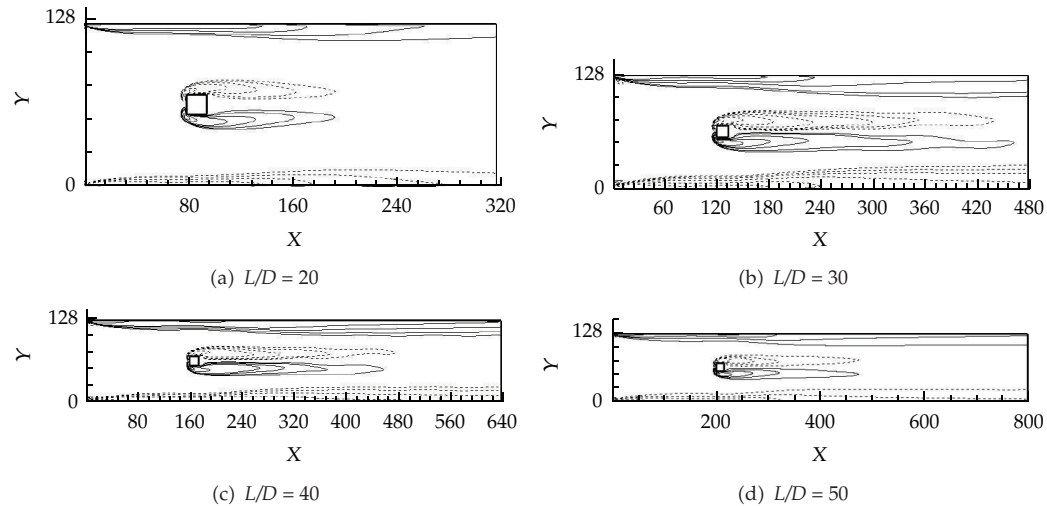 128
Y
0
80 160 240 320
X
(a) L/D = 20
128
Y
0
60 120 180 240 300 360 420 480
X
(b) L/D = 30
128
Y
0
80 160 240 320 400 480 560 640
X
(c) L/D = 40
128
Y
0
200 400 600 800
X
(d) L/D = 50